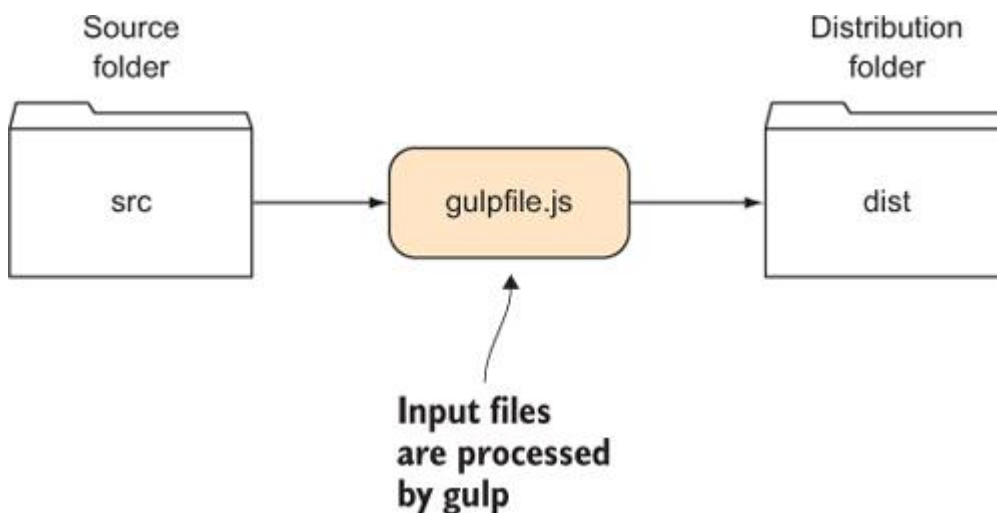 Source
folder
src
gulpfile.js
Input files
are processed
by gulp
Distribution
folder
dist